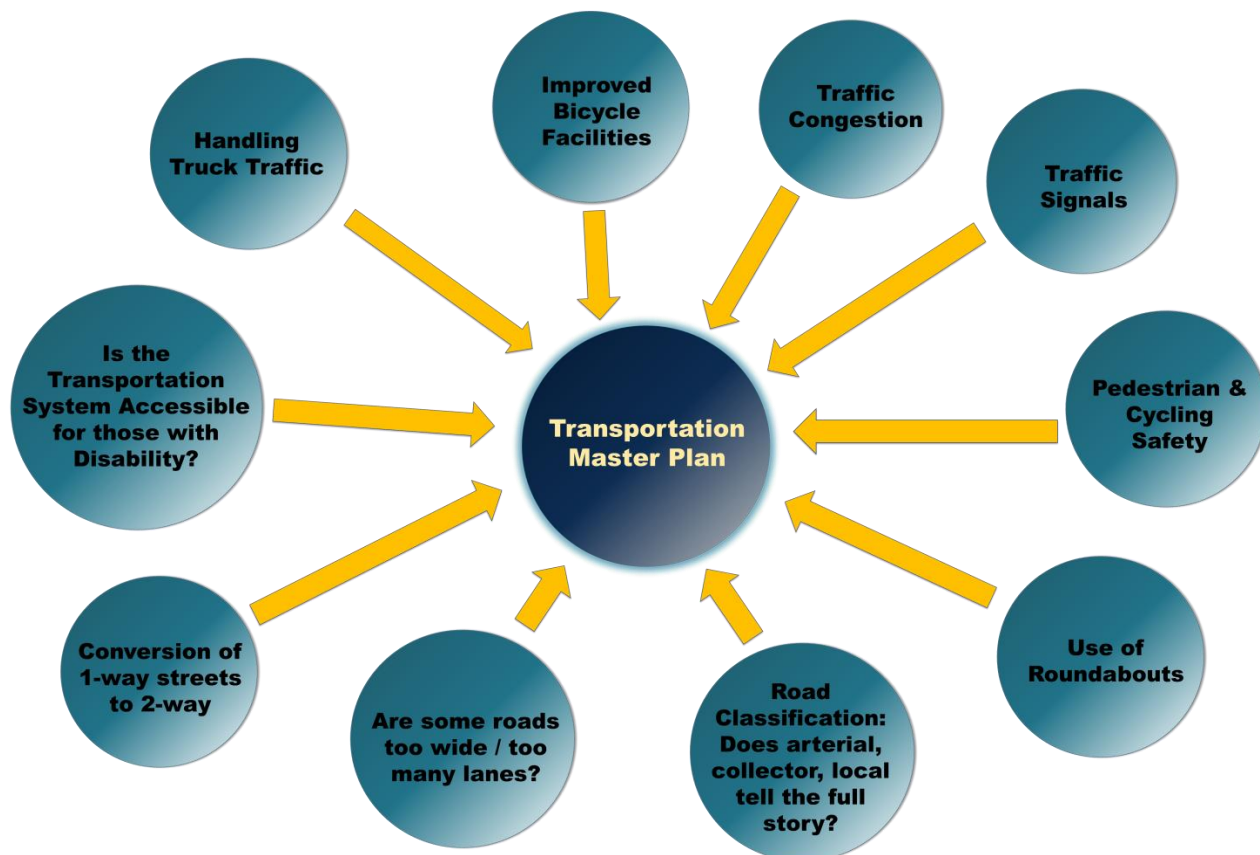 Improved
Bicycle
Facilities
Traffic
Congestion
Handling
Truck Traffic
Traffic
Signals
Is the
Transportation
System Accessible
for those with
Disability?
Pedestrian &
Cycling
Safety
Transportation
Master Plan
Conversion of
1-way streets
to 2-way
Are some roads
too wide / too
many lanes?
Road
Classification:
Does arterial,
collector, local
tell the full
story?
Use of
Roundabouts